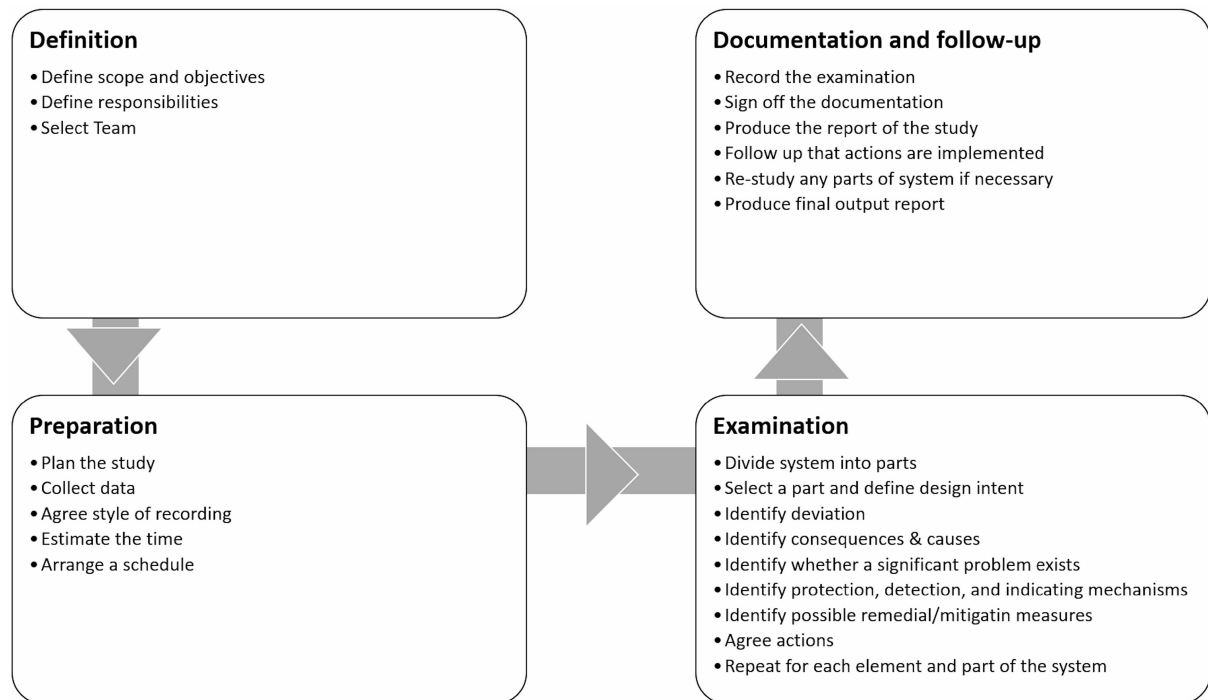 Definition
• Define scope and objectives
• Define responsibilities
• Select Team
Preparation
• Plan the study
• Collect data
• Agree style of recording
• Estimate the time
• Arrange a schedule
Examination
• Divide system into parts
• Select a part and define design intent
• Identify deviation
• Identify consequences & causes
• Identify whether a significant problem exists
• Identify protection, detection, and indicating mechanisms
• Identify possible remedial/mitigatin measures
• Agree actions
• Repeat for each element and part of the system
Documentation and follow-up
• Record the examination
• Sign off the documentation
• Produce the report of the study
• Follow up that actions are implemented
• Re-study any parts of system if necessary
• Produce final output report